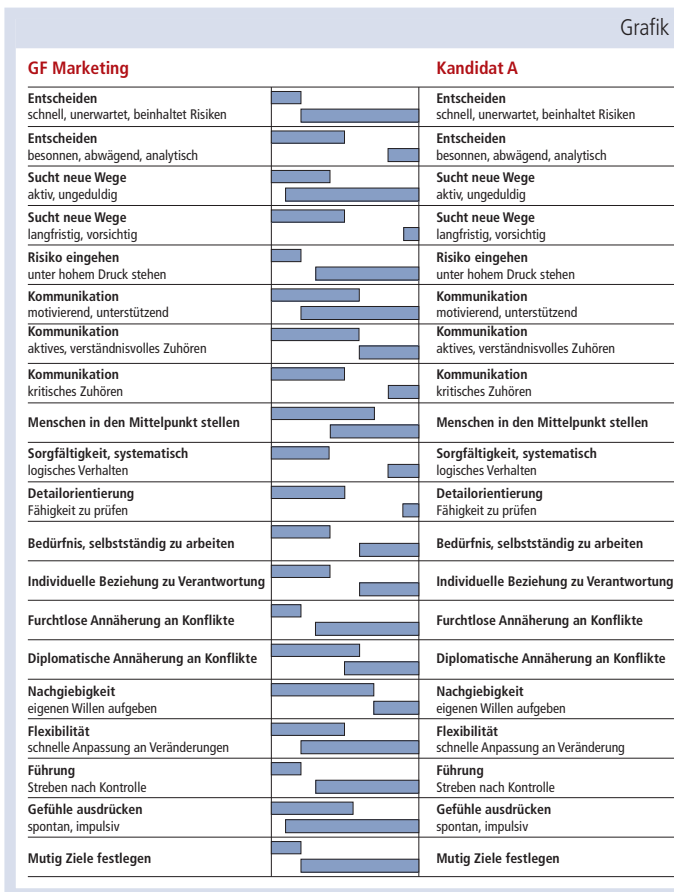 Grafik
GF Marketing
Kandidat A
Entscheiden
schnell, unerwartet, beinhaltet Risiken
Entscheiden
schnell, unerwartet, beinhaltet Risiken
Entscheiden
besonnen, abwägend, analytisch
Entscheiden
besonnen, abwägend, analytisch
Sucht neue Wege
aktiv, ungeduldig
Sucht neue Wege
aktiv, ungeduldig
Sucht neue Wege
langfristig, vorsichtig
Sucht neue Wege
langfristig, vorsichtig
Risiko eingehen
unter hohem Druck stehen
Risiko eingehen
unter hohem Druck stehen
Kommunikation
motivierend, unterstützend
Kommunikation
motivierend, unterstützend
Kommunikation
aktives, verständnisvolles Zuhören
Kommunikation
aktives, verständnisvolles Zuhören
Kommunikation
kritisches Zuhören
Kommunikation
kritisches Zuhören
Menschen in den Mittelpunkt stellen
Menschen in den Mittelpunkt stellen
Sorgfältigkeit, systematisch
logisches Verhalten
Sorgfältigkeit, systematisch
logisches Verhalten
Detailorientierung
Fähigkeit zu prüfen
Detailorientierung
Fähigkeit zu prüfen
Bedürfnis, selbstständig zu arbeiten
Bedürfnis, selbstständig zu arbeiten
Individuelle Beziehung zu Verantwortung
Individuelle Beziehung zu Verantwortung
Furchtlose Annäherung an Konflikte
Furchtlose Annäherung an Konflikte
Diplomatische Annäherung an Konflikte
Diplomatische Annäherung an Konflikte
Nachgiebigkeit
eigenen Willen aufgeben
Nachgiebigkeit
eigenen Willen aufgeben
Flexibilität
schnelle Anpassung an Veränderungen
Flexibilität
schnelle Anpassung an Veränderung
Führung
Streben nach Kontrolle
Führung
Streben nach Kontrolle
Gefühle ausdrücken
spontan, impulsiv
Gefühle ausdrücken
spontan, impulsiv
Mutig Ziele festlegen
Mutig Ziele festlegen